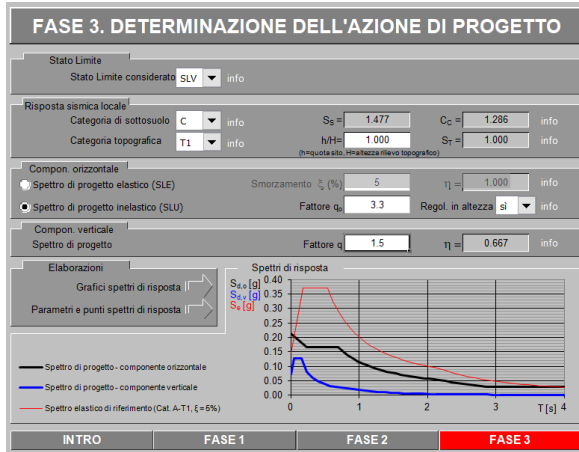 FASE 3. DETERMINAZIONE DELL'AZIONE DI PROGETTO
Stato Limite
Stato Limite considerato SLV info
Risposta sismica locale
Categoria di sottosuolo C info SS = 1.477 CC = 1.286 info
Categoria topografica T1 info h/H= 1.000 ST = 1.000 info
(h=quota sito, H=altezza rilievo topografico)
Compon. orizzontale
Spettro di progetto elastico (SLE) Smorzamento ξ (%) 5 η = 1.000 info
Spettro di progetto inelastico (SLU) Fattore qo 3.3 Regol. in altezza sì info
Compon. verticale
Spettro di progetto Fattore q 1.5 η = 0.667 info
Elaborazioni
Grafici spettri di risposta
Parametri e punti spettri di risposta
Spettri di risposta
Sd,o [g]
Sd,v [g]
Se [g]
0.40
0.35
0.30
0.25
0.20
0.15
0.10
0.05
0.00
0 1 2 3 T [s] 4
Spettro di progetto - componente orizzontale
Spettro di progetto - componente verticale
Spettro elastico di riferimento (Cat. A-T1, ξ = 5%)
INTRO FASE 1 FASE 2 FASE 3